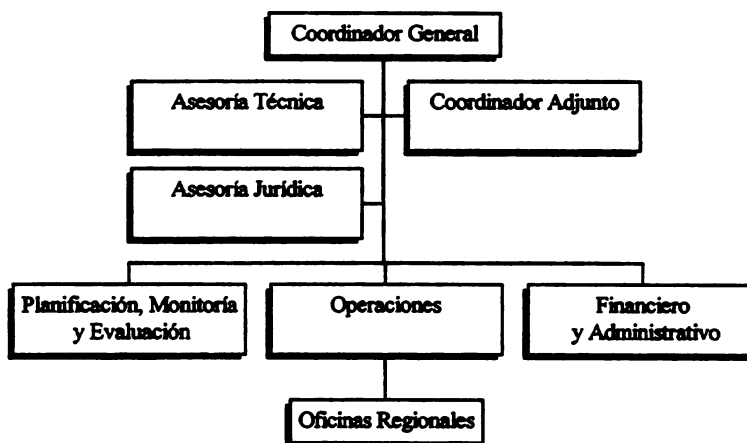 Coordinador General
Asesoría Técnica
Coordinador Adjunto
Asesoría Jurídica
Planificación, Monitoría
y Evaluación
Operaciones
Financiero
y Administrativo
Oficinas Regionales